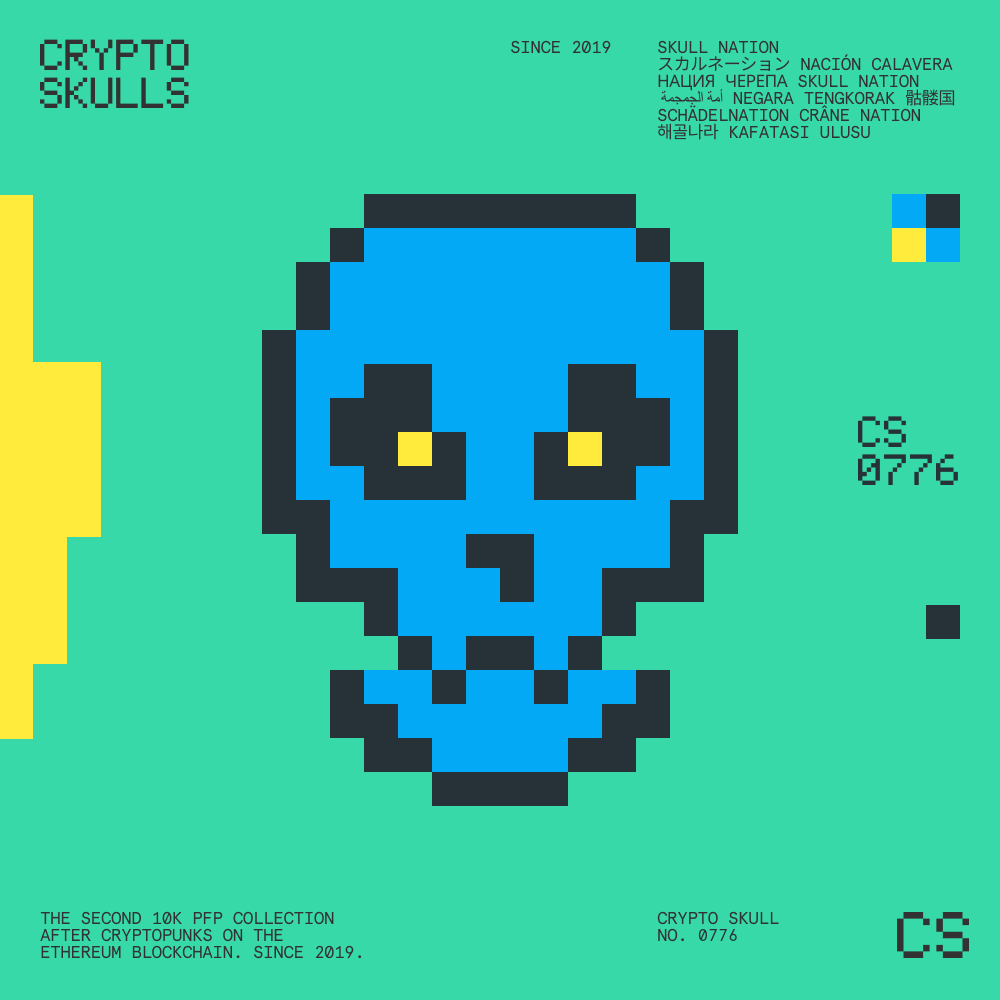 CRYPTO
SKULLS
SINCE 2019
SKULL NATION
スカルネーション NACIÓN CALAVERA
НАЦИЯ ЧЕРЕПА SKULL NATION
أمة الجمجمة NEGARA TENGKORAK 骷髅国
SCHÄDELNATION CRÂNE NATION
해골나라 KAFATASI ULUSU
CS
0776
THE SECOND 10K PFP COLLECTION
AFTER CRYPTOPUNKS ON THE
ETHEREUM BLOCKCHAIN. SINCE 2019.
CRYPTO SKULL
NO. 0776
CS